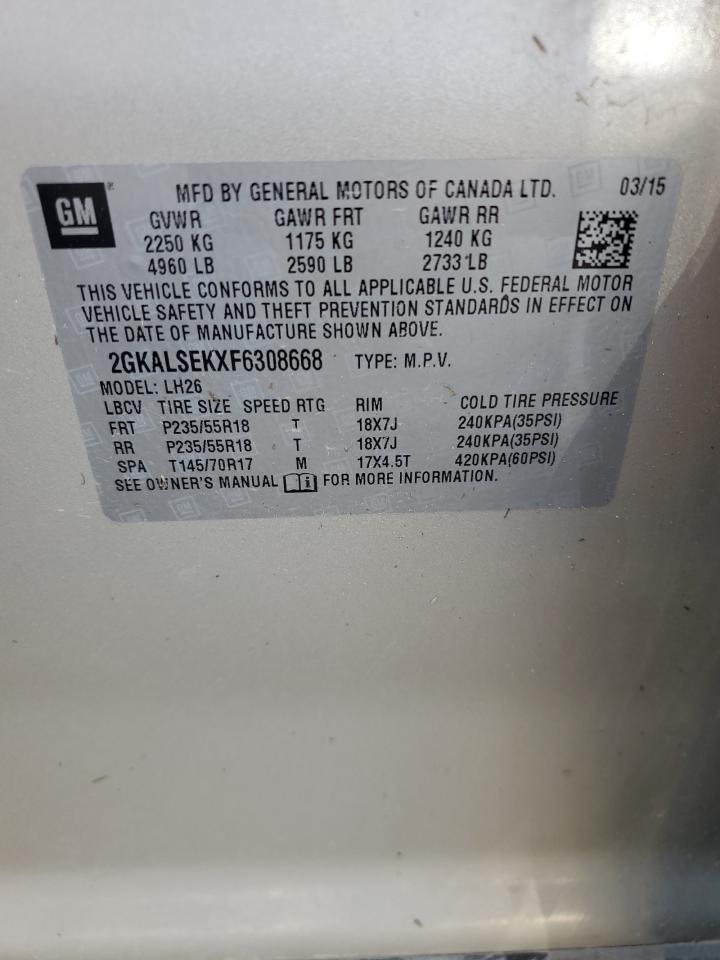 GM ® MFD BY GENERAL MOTORS OF CANADA LTD. 03/15
GVWR GAWR FRT GAWR RR
2250 KG 1175 KG 1240 KG
4960 LB 2590 LB 2733 LB
THIS VEHICLE CONFORMS TO ALL APPLICABLE U.S. FEDERAL MOTOR
VEHICLE SAFETY AND THEFT PREVENTION STANDARDS IN EFFECT ON
THE DATE OF MANUFACTURE SHOWN ABOVE.
2GKALSEKXF6308668 TYPE: M.P.V.
MODEL: LH26
LBCV TIRE SIZE SPEED RTG RIM COLD TIRE PRESSURE
FRT P235/55R18 T 18X7J 240KPA(35PSI)
RR P235/55R18 T 18X7J 240KPA(35PSI)
SPA T145/70R17 M 17X4.5T 420KPA(60PSI)
SEE OWNER'S MANUAL i FOR MORE INFORMATION.